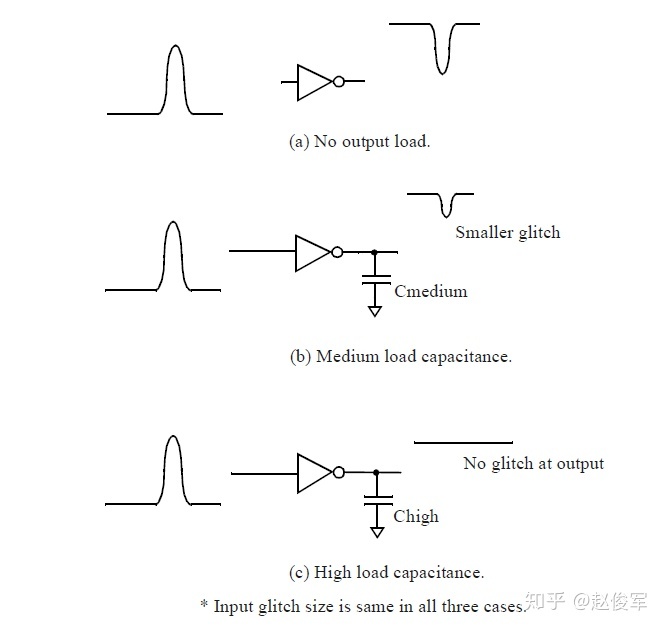 (a) No output load.
Smaller glitch
Cmedium
(b) Medium load capacitance.
No glitch at output
Chigh
(c) High load capacitance.
* Input glitch size is same in all three cases.
知乎 @赵俊军